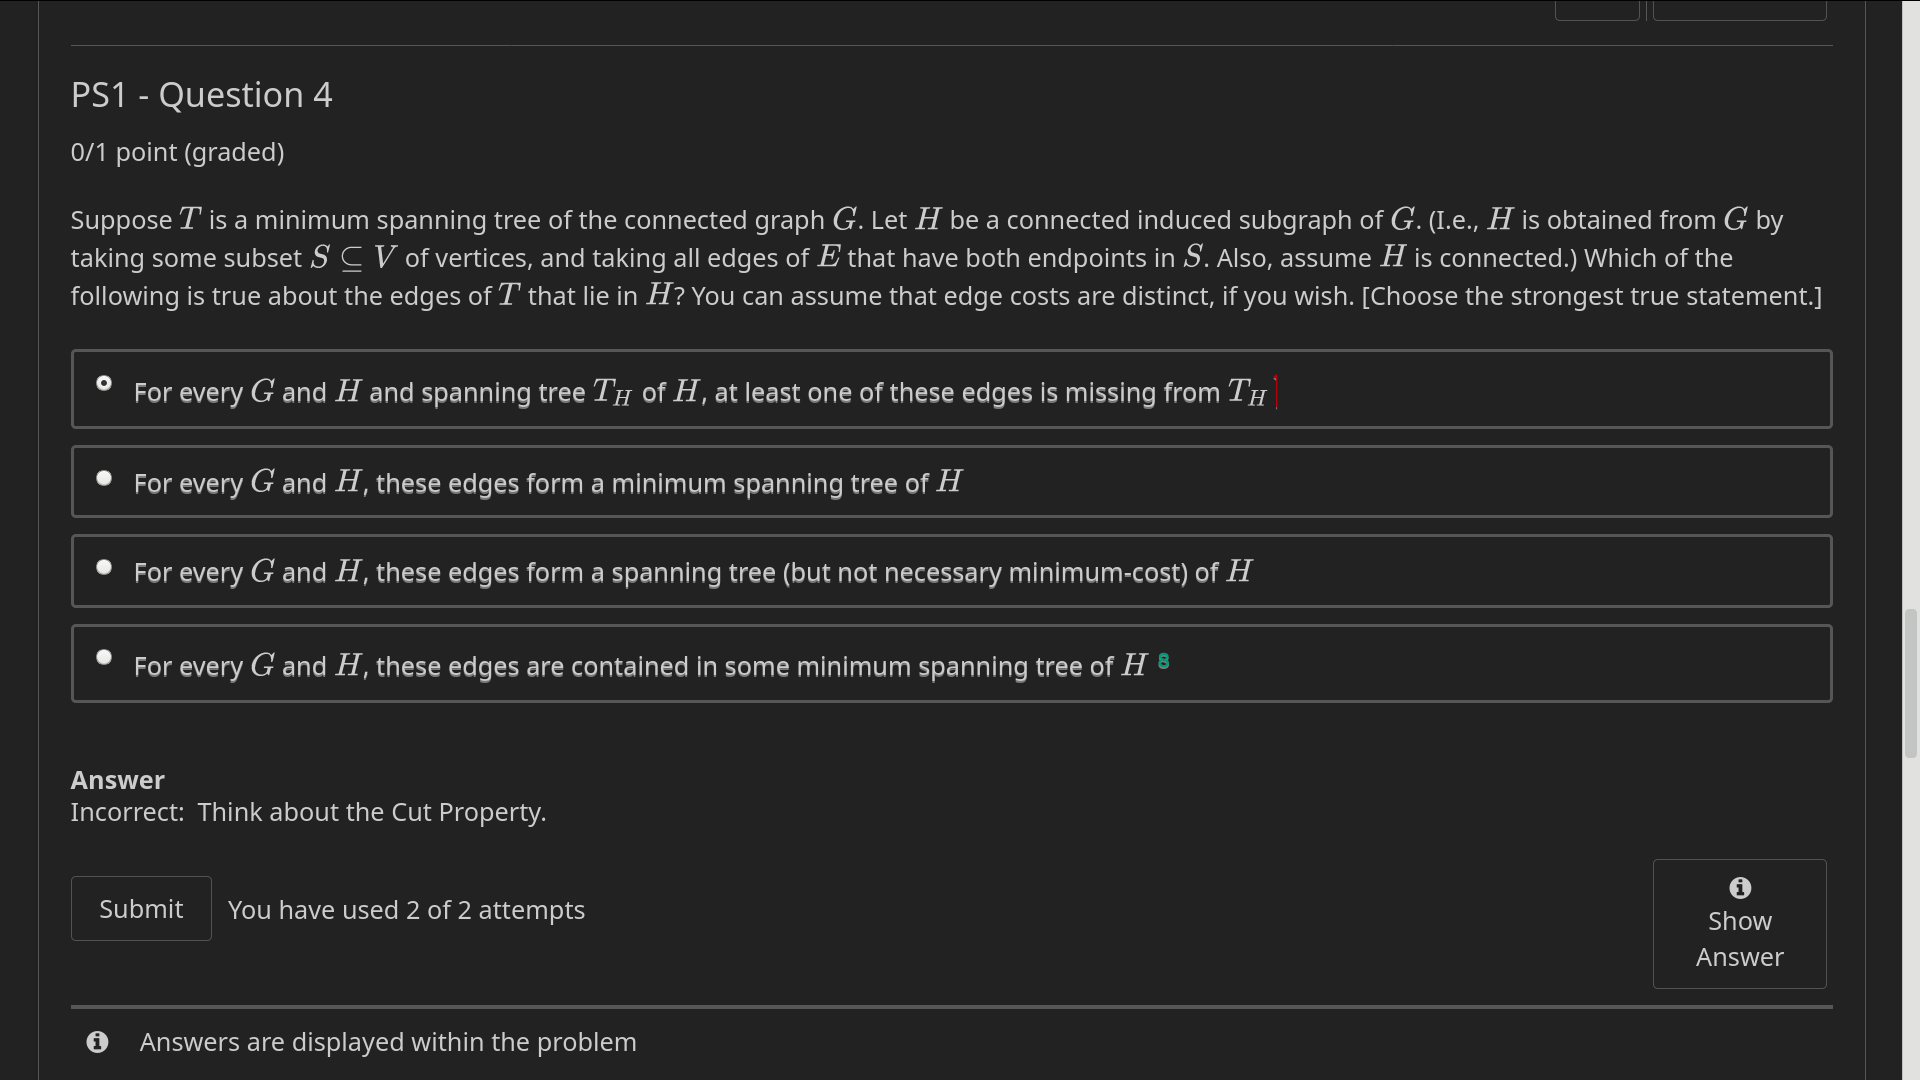 PS1 - Question 4
0/1 point (graded)
Suppose T is a minimum spanning tree of the connected graph G. Let H be a connected induced subgraph of G. (I.e., H is obtained from G by
taking some subset S ⊆ V of vertices, and taking all edges of E that have both endpoints in S. Also, assume H is connected.) Which of the
following is true about the edges of T that lie in H? You can assume that edge costs are distinct, if you wish. [Choose the strongest true statement.]
For every G and H and spanning tree T_H of H, at least one of these edges is missing from T_H
For every G and H, these edges form a minimum spanning tree of H
For every G and H, these edges form a spanning tree (but not necessary minimum-cost) of H
For every G and H, these edges are contained in some minimum spanning tree of H 8
Answer
Incorrect: Think about the Cut Property.
Submit
You have used 2 of 2 attempts
Show
Answer
Answers are displayed within the problem